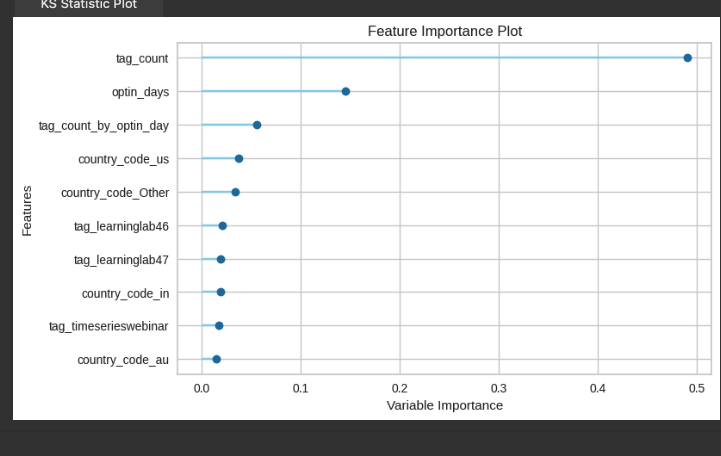 KS Statistic Plot
Feature Importance Plot
tag_count
optin_days
tag_count_by_optin_day
country_code_us
country_code_Other
tag_learninglab46
tag_learninglab47
country_code_in
tag_timeserieswebinar
country_code_au
Features
0.0 0.1 0.2 0.3 0.4 0.5
Variable Importance